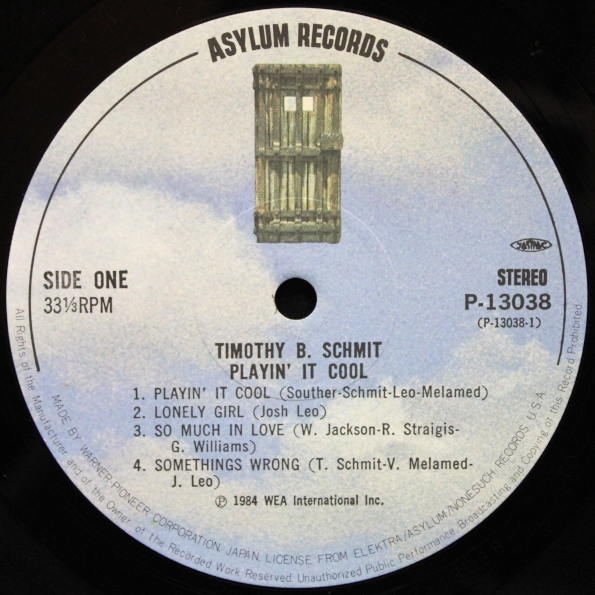 ASYLUM RECORDS
JASRAC
SIDE ONE
33⅓RPM
STEREO
P-13038
(P-13038-1)
TIMOTHY B. SCHMIT
PLAYIN' IT COOL
1. PLAYIN' IT COOL (Souther-Schmit-Leo-Melamed)
2. LONELY GIRL (Josh Leo)
3. SO MUCH IN LOVE (W. Jackson-R. Straigis-
G. Williams)
4. SOMETHINGS WRONG (T. Schmit-V. Melamed-
J. Leo)
Ⓟ 1984 WEA International Inc.
MADE BY WARNER-PIONEER CORPORATION, JAPAN. LICENSE FROM ELEKTRA/ASYLUM/NONESUCH RECORDS, U.S.A.
All Rights of the Manufacturer and of the Owner of the Recorded Work Reserved. Unauthorized Public Performance, Broadcasting and Copying of this Record Prohibited.